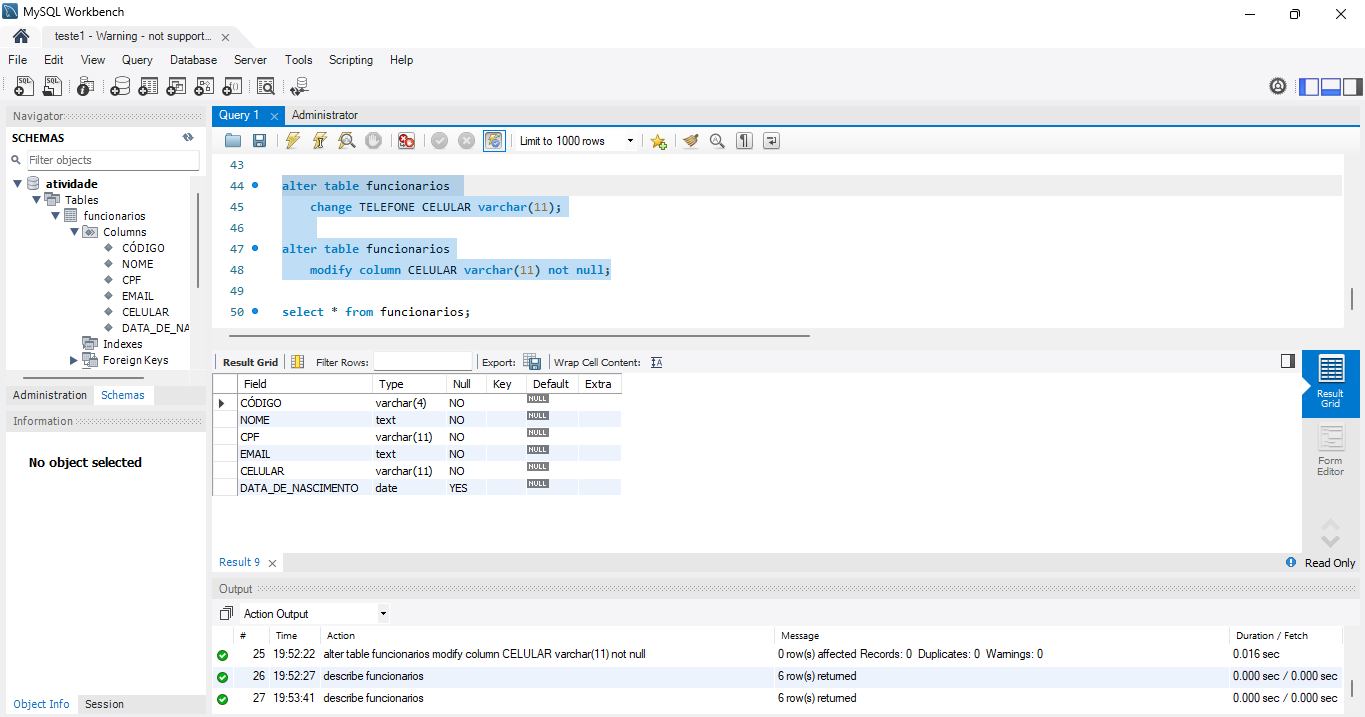 MySQL Workbench
teste1 - Warning - not support...
File Edit View Query Database Server Tools Scripting Help
Navigator
SCHEMAS
Filter objects
atividade
Tables
funcionarios
Columns
CÓDIGO
NOME
CPF
EMAIL
CELULAR
DATA_DE_NA
Indexes
Foreign Keys
Administration Schemas
Information
No object selected
Object Info Session
Query 1 Administrator
Limit to 1000 rows
43
44 alter table funcionarios
45 change TELEFONE CELULAR varchar(11);
46
47 alter table funcionarios
48 modify column CELULAR varchar(11) not null;
49
50 select * from funcionarios;
Result Grid Filter Rows: Export: Wrap Cell Content:
Field Type Null Key Default Extra
CÓDIGO varchar(4) NO NULL
NOME text NO NULL
CPF varchar(11) NO NULL
EMAIL text NO NULL
CELULAR varchar(11) NO NULL
DATA_DE_NASCIMENTO date YES NULL
Result
Grid
Form
Editor
Result 9
Read Only
Output
Action Output
# Time Action Message Duration / Fetch
25 19:52:22 alter table funcionarios modify column CELULAR varchar(11) not null 0 row(s) affected Records: 0 Duplicates: 0 Warnings: 0 0.016 sec
26 19:52:27 describe funcionarios 6 row(s) returned 0.000 sec / 0.000 sec
27 19:53:41 describe funcionarios 6 row(s) returned 0.000 sec / 0.000 sec